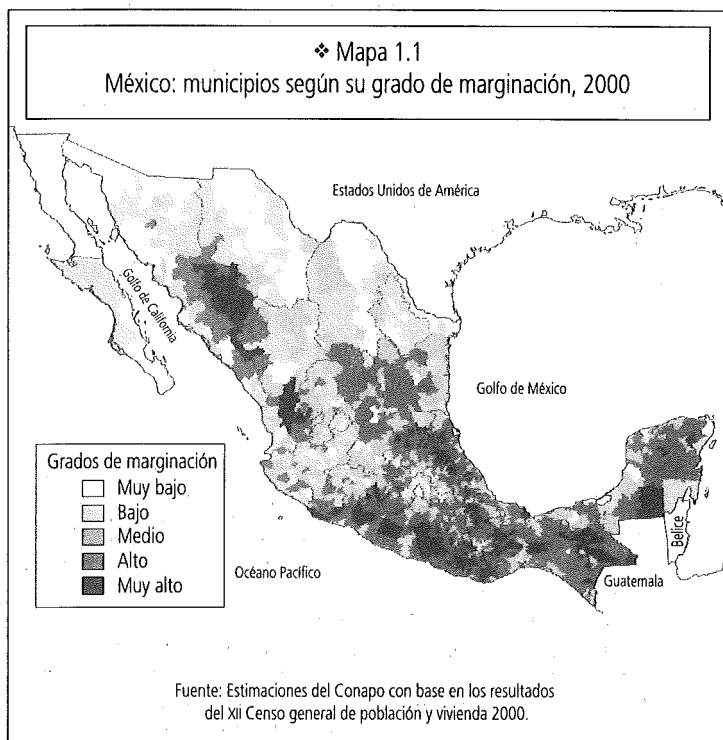 ❖ Mapa 1.1
México: municipios según su grado de marginación, 2000
Estados Unidos de América
Golfo de California
Golfo de México
Grados de marginación
Muy bajo
Bajo
Medio
Alto
Muy alto
Océano Pacífico
Belice
Guatemala
Fuente: Estimaciones del Conapo con base en los resultados
del XII Censo general de población y vivienda 2000.